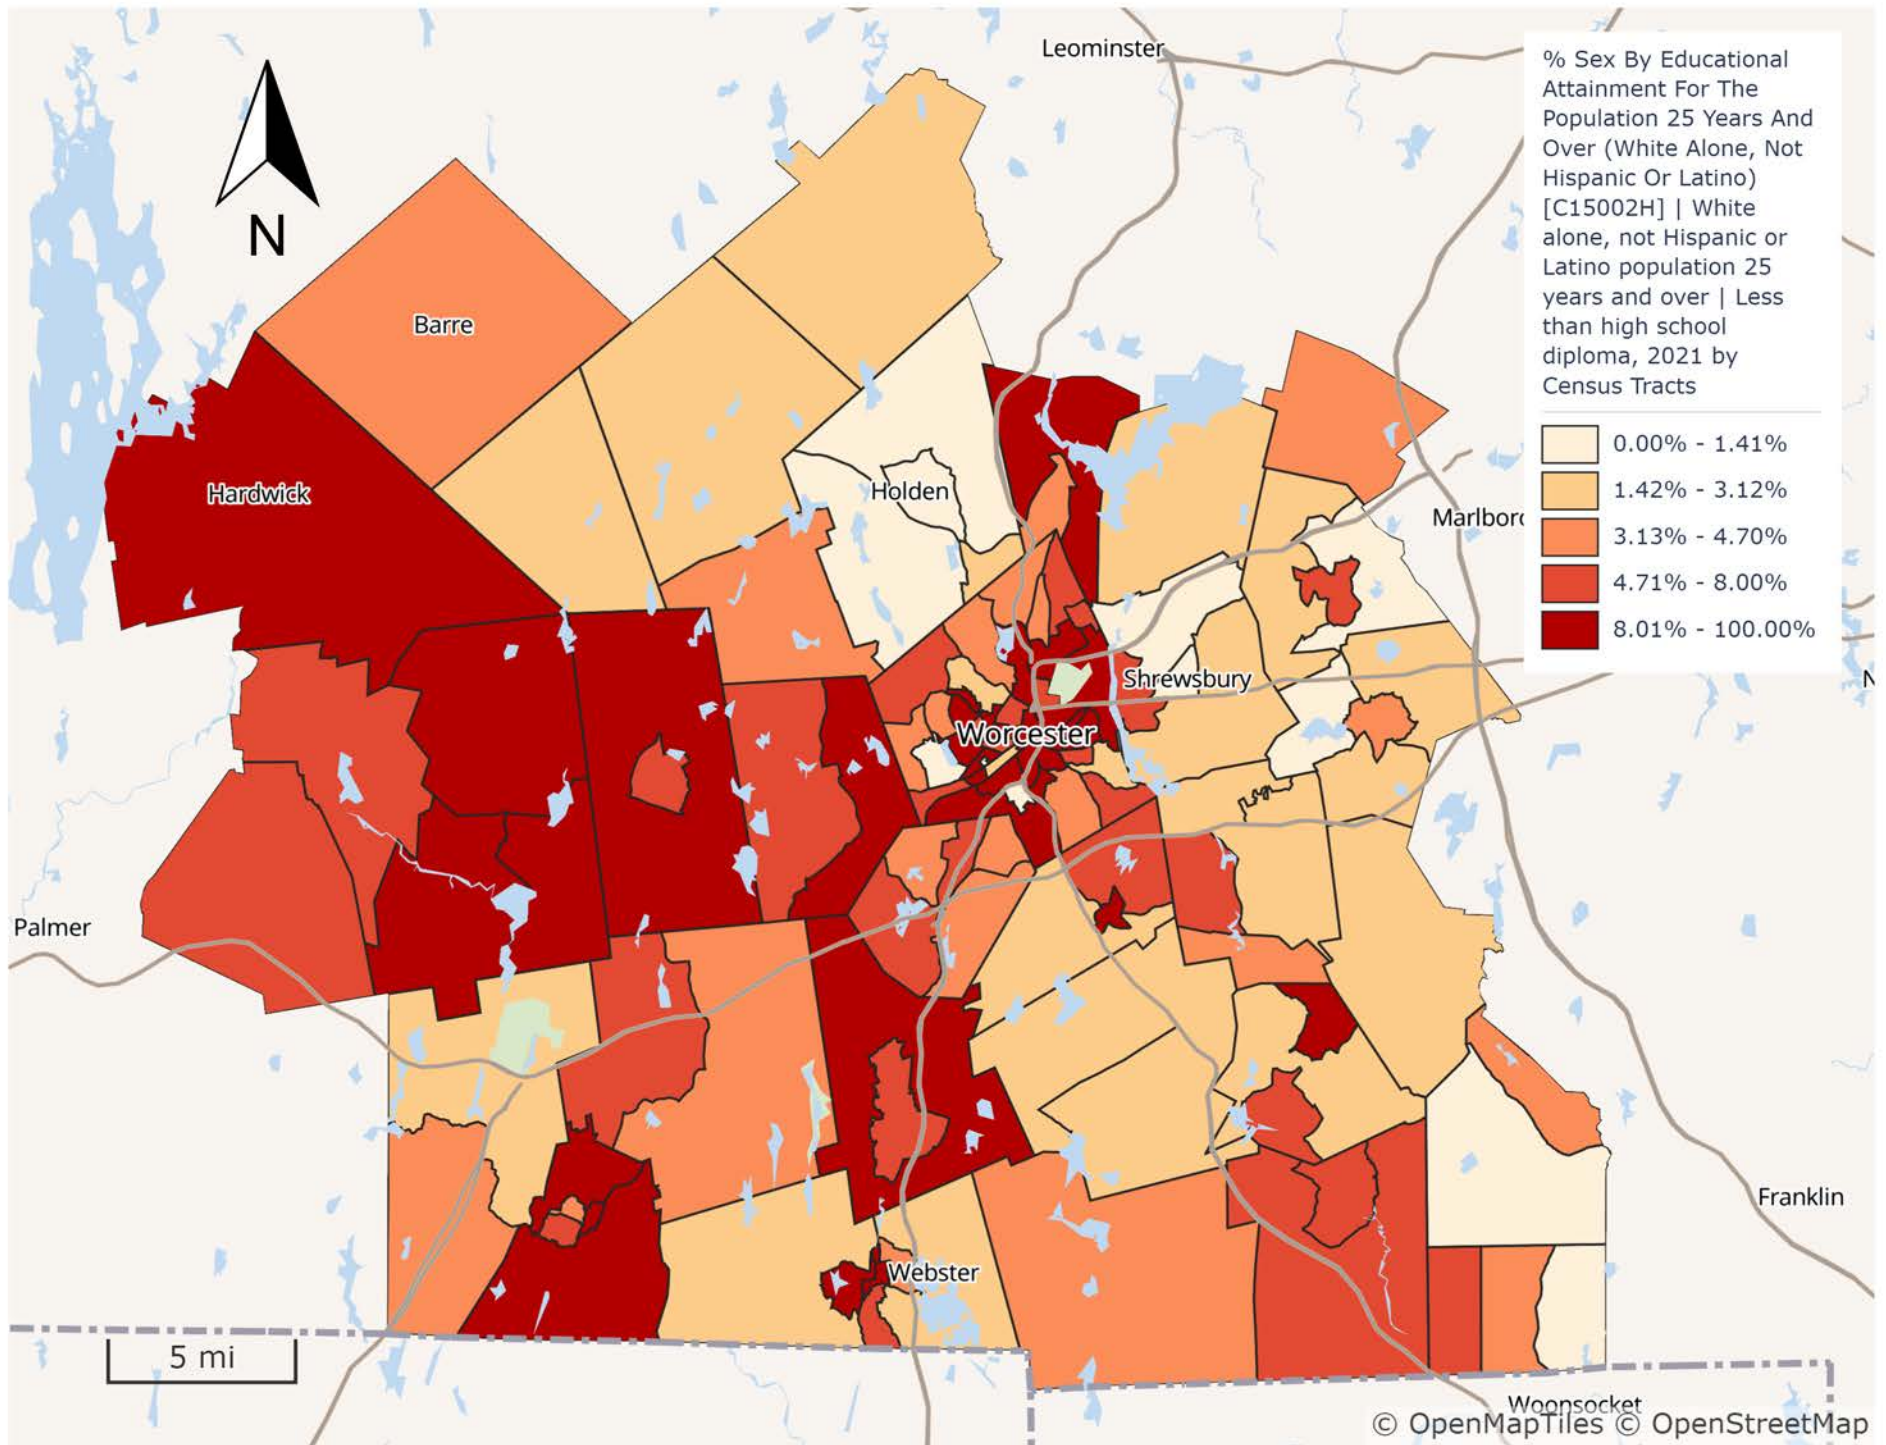 Leominster
N
Barre
Hardwick
Holden
Marlboro
Shrewsbury
Worcester
N
Palmer
Franklin
Webster
5 mi
Woonsocket
% Sex By Educational
Attainment For The
Population 25 Years And
Over (White Alone, Not
Hispanic Or Latino)
[C15002H] | White
alone, not Hispanic or
Latino population 25
years and over | Less
than high school
diploma, 2021 by
Census Tracts
0.00% - 1.41%
1.42% - 3.12%
3.13% - 4.70%
4.71% - 8.00%
8.01% - 100.00%
© OpenMapTiles © OpenStreetMap